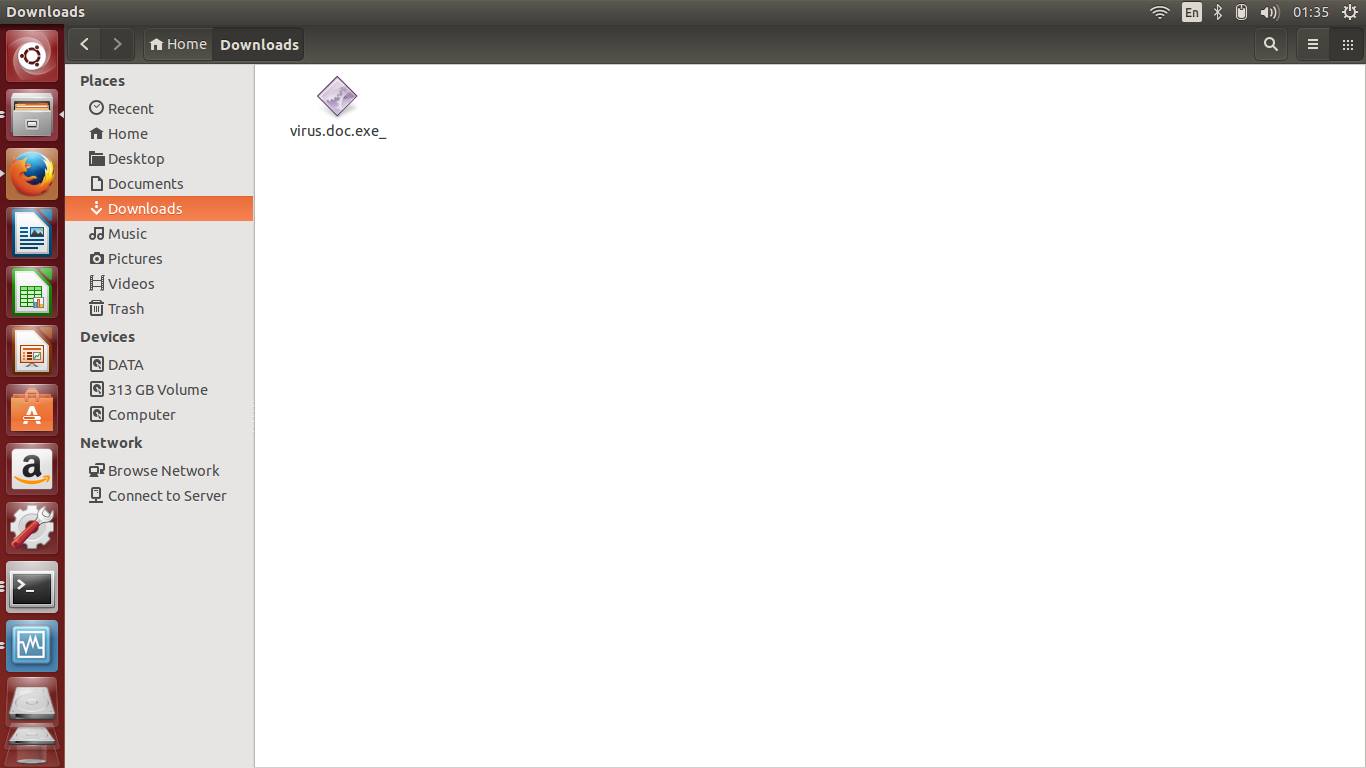 Downloads
En
01:35
Home
Downloads
Places
Recent
Home
Desktop
Documents
Downloads
Music
Pictures
Videos
Trash
Devices
DATA
313 GB Volume
Computer
Network
Browse Network
Connect to Server
virus.doc.exe_